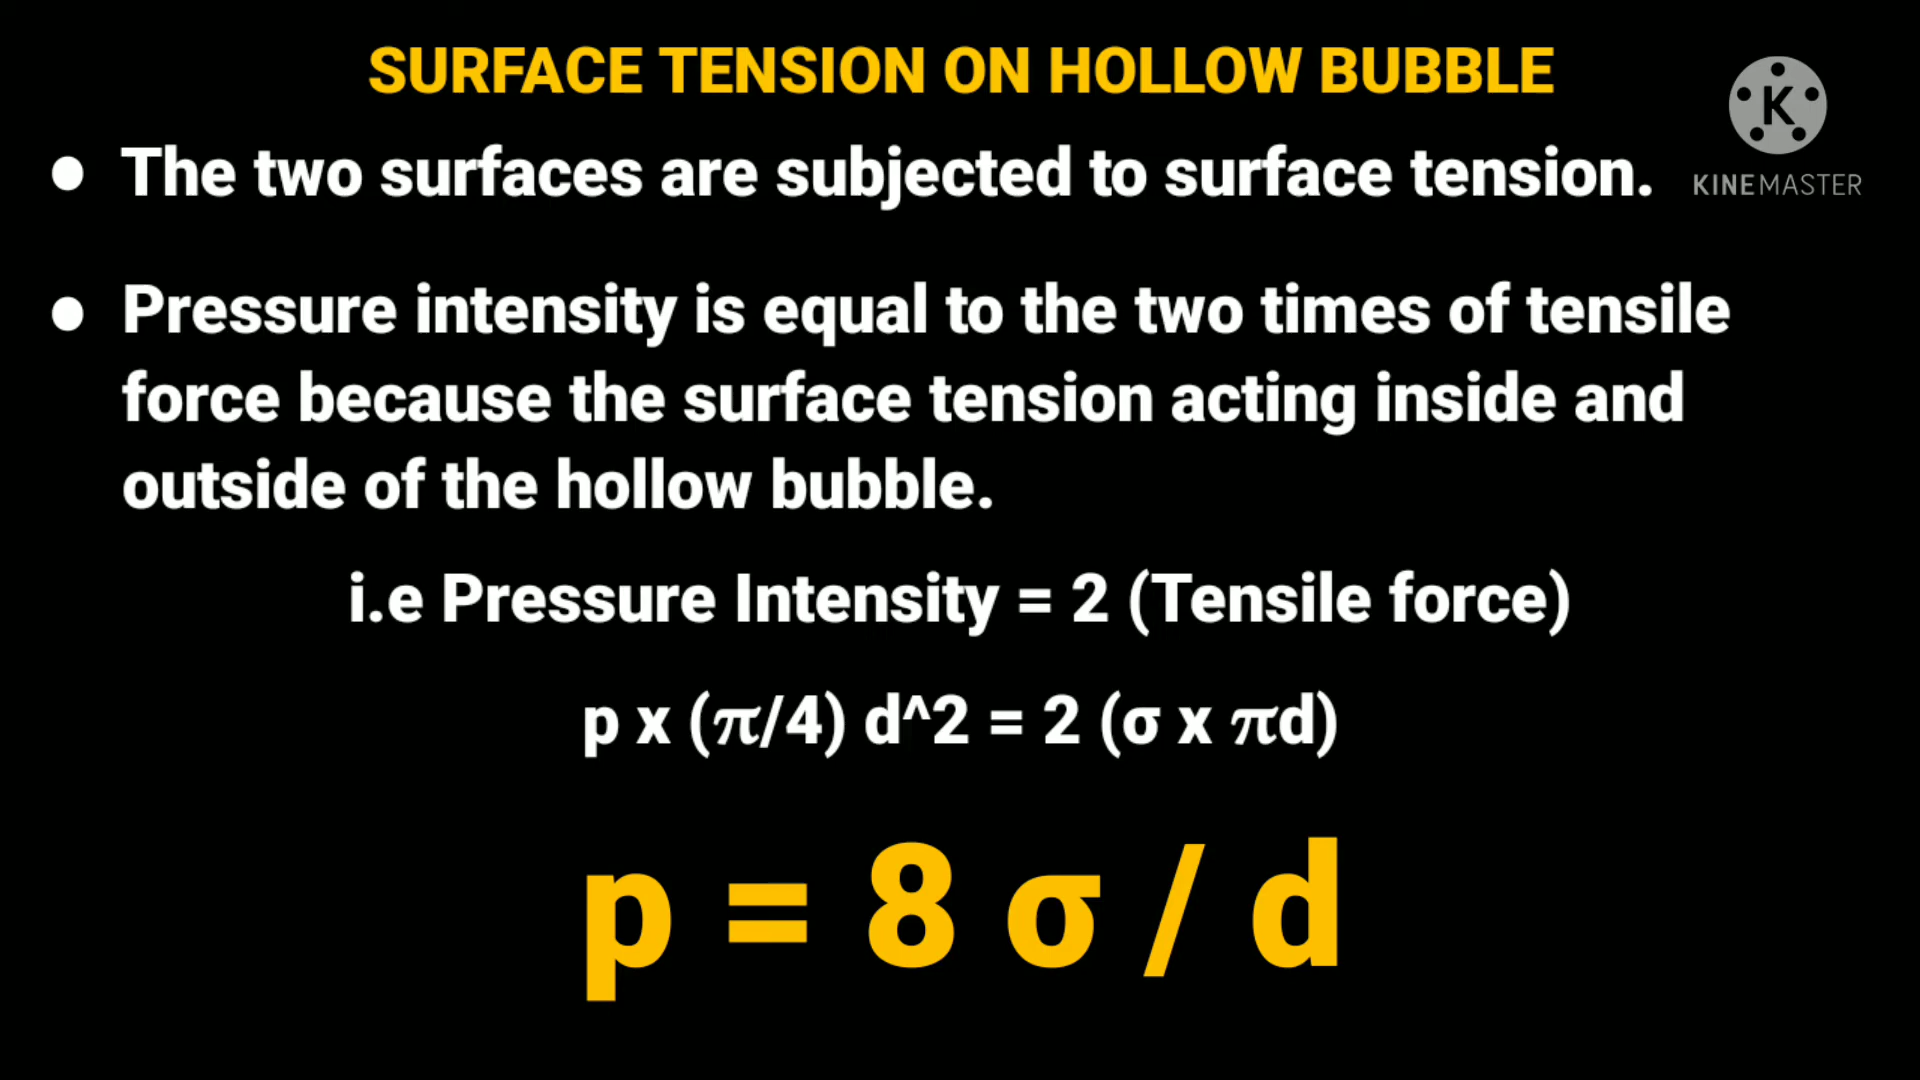 SURFACE TENSION ON HOLLOW BUBBLE
K
KINEMASTER
● The two surfaces are subjected to surface tension.
● Pressure intensity is equal to the two times of tensile
force because the surface tension acting inside and
outside of the hollow bubble.
i.e Pressure Intensity = 2 (Tensile force)
p x (π/4) d^2 = 2 (σ x πd)
p = 8 σ / d